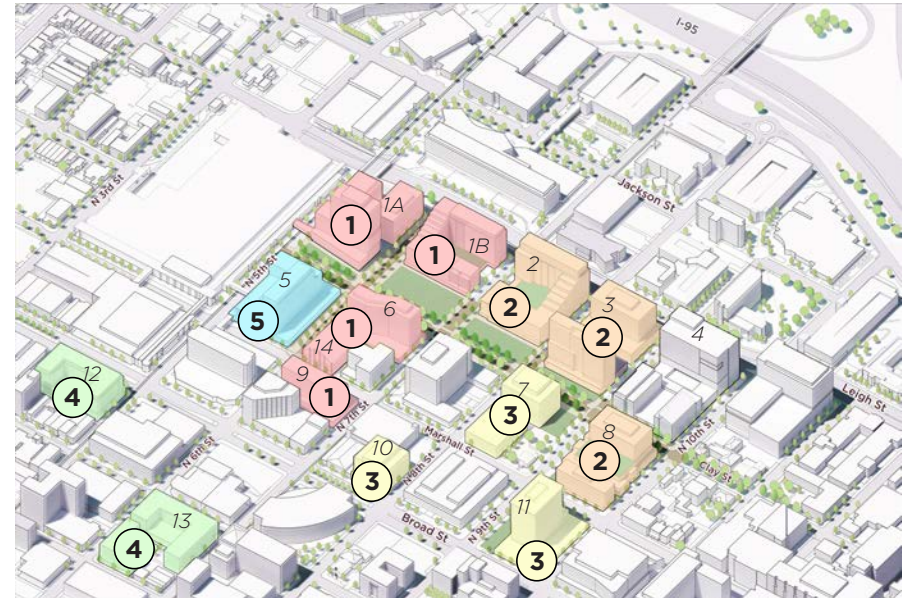 I-95
N 3rd St
Jackson St
1A
1
1B
1
N 5th St
2
5
2
3
6
5
1
2
4
14
9
7
12
1
3
Leigh St
4
N 7th St
Marshall St
8
N 10th St
N 6th St
10
2
Clay St
3
N 8th St
11
13
Broad St
N 9th St
4
3